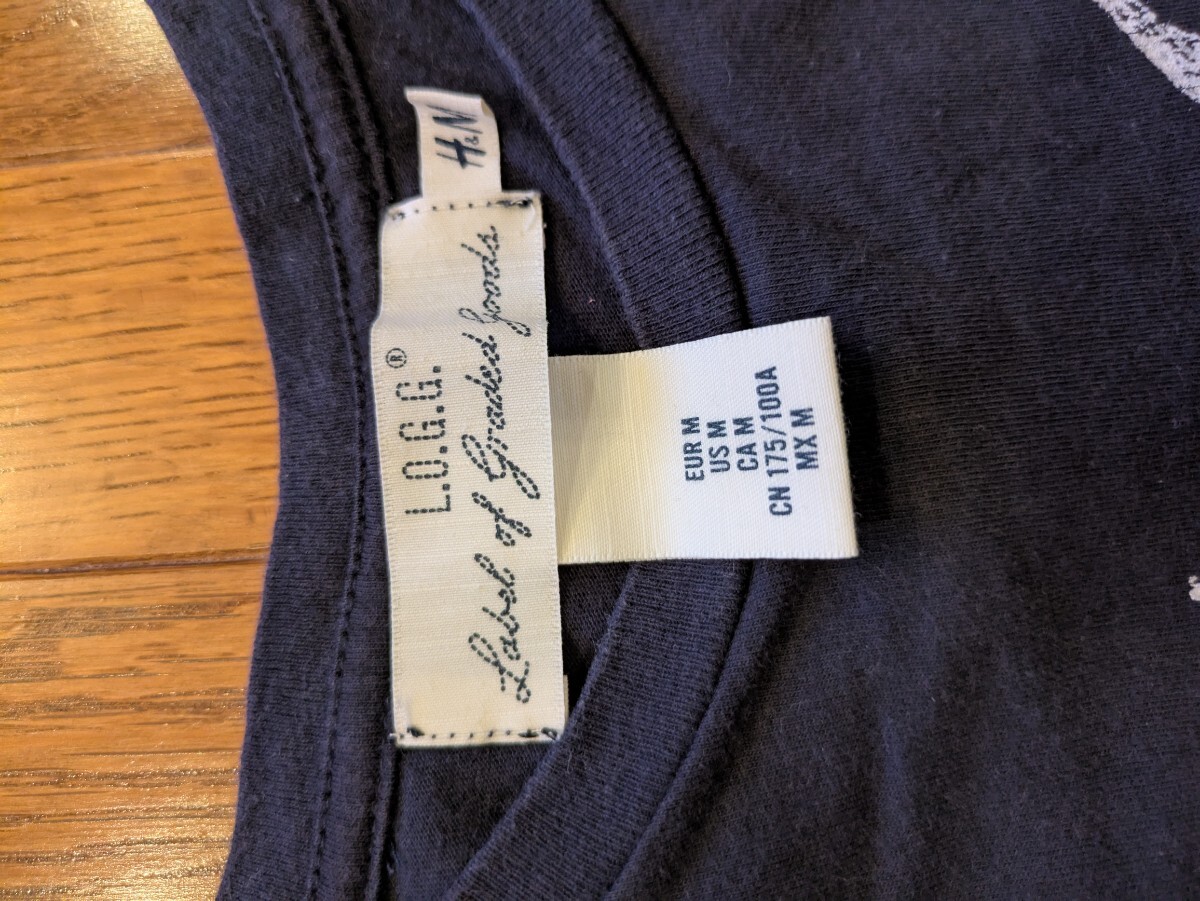 H&M
L.O.G.G.®
Label of Graded Goods
EUR M
US M
CA M
CN 175/100A
MX M